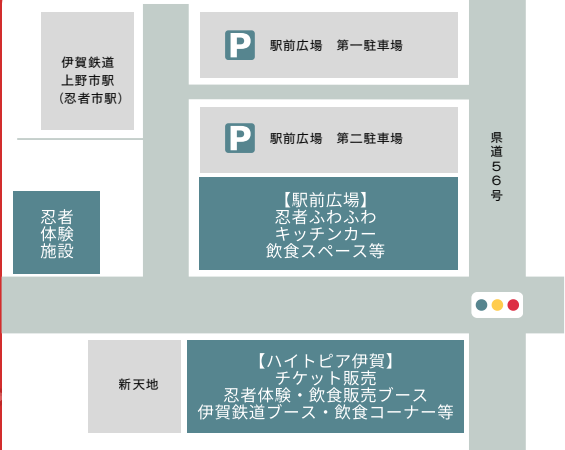 伊賀鉄道
上野市駅
（忍者市駅）
P 駅前広場　第一駐車場
P 駅前広場　第二駐車場
県道５６号
【駅前広場】
忍者ふわふわ
キッチンカー
飲食スペース等
忍者
体験
施設
新天地
【ハイトピア伊賀】
チケット販売
忍者体験・飲食販売ブース
伊賀鉄道ブース・飲食コーナー等